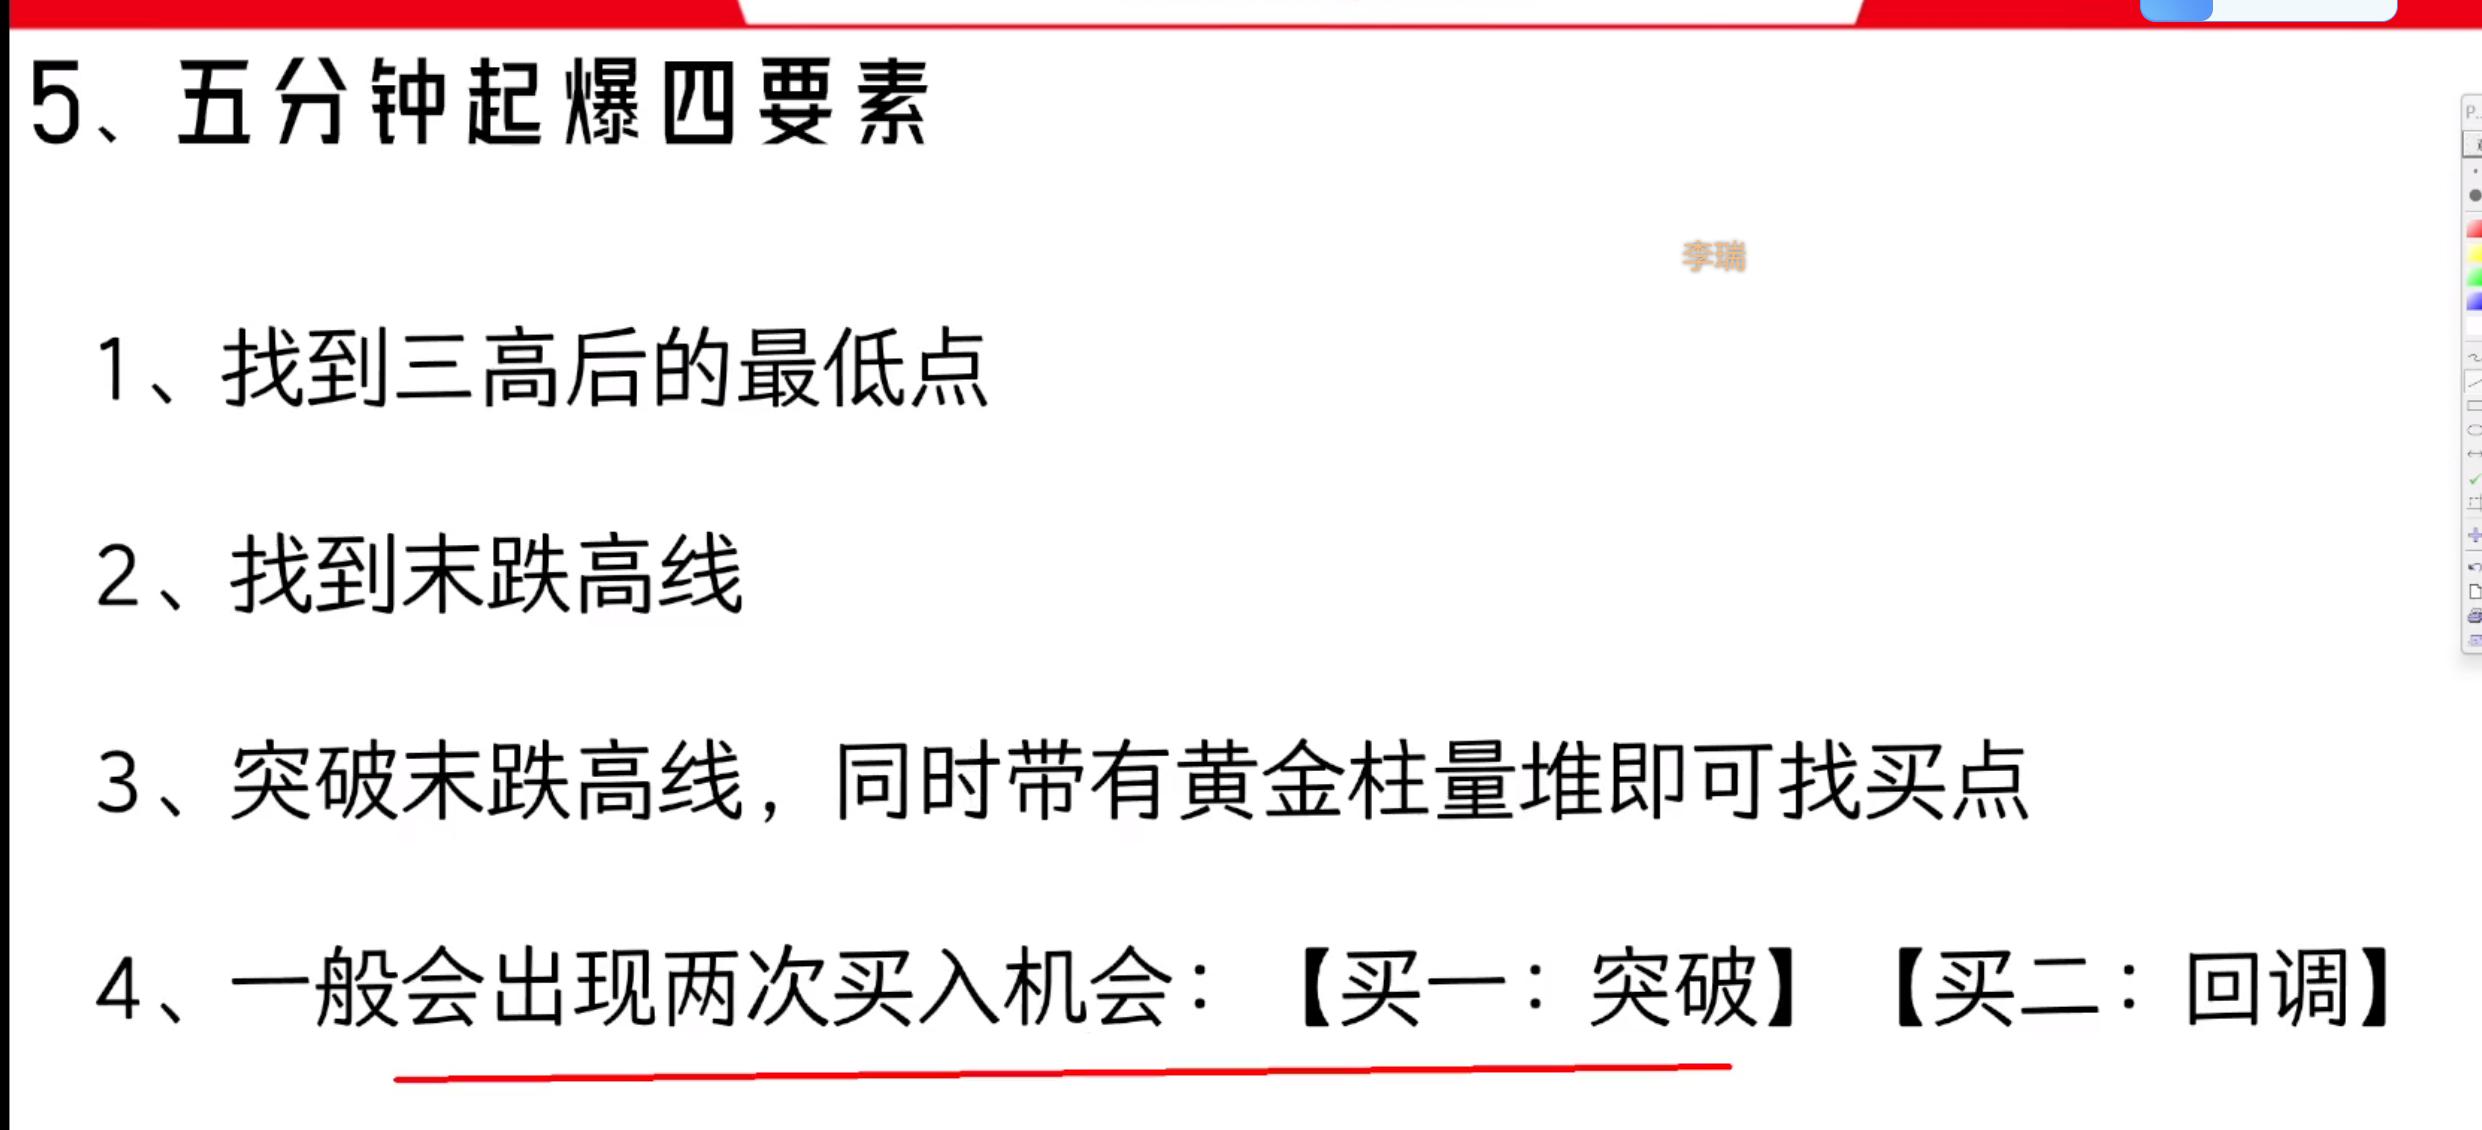 5、五分钟起爆四要素
李瑞
1、找到三高后的最低点
2、找到末跌高线
3、突破末跌高线，同时带有黄金柱量堆即可找买点
4、一般会出现两次买入机会：【买一：突破】【买二：回调】